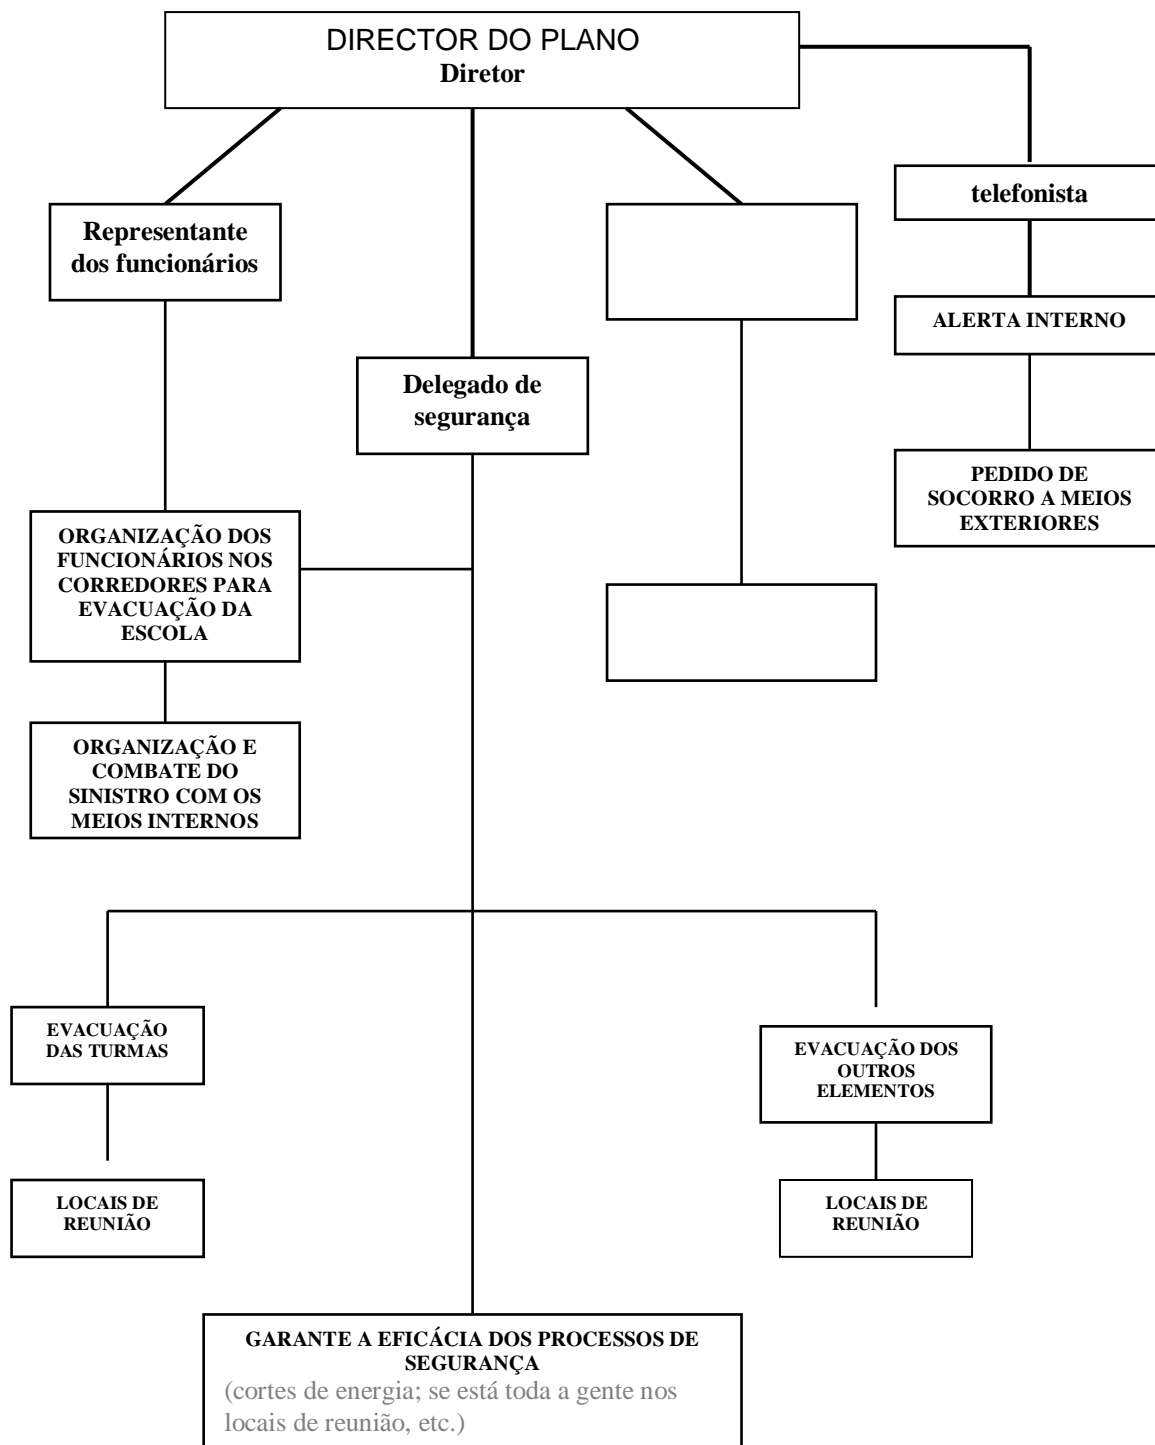 DIRECTOR DO PLANO
Diretor
telefonista
Representante
dos funcionários
ALERTA INTERNO
Delegado de
segurança
PEDIDO DE
SOCORRO A MEIOS
EXTERIORES
ORGANIZAÇÃO DOS
FUNCIONÁRIOS NOS
CORREDORES PARA
EVACUAÇÃO DA
ESCOLA
ORGANIZAÇÃO E
COMBATE DO
SINISTRO COM OS
MEIOS INTERNOS
EVACUAÇÃO
DAS TURMAS
EVACUAÇÃO DOS
OUTROS
ELEMENTOS
LOCAIS DE
REUNIÃO
LOCAIS DE
REUNIÃO
GARANTE A EFICÁCIA DOS PROCESSOS DE
SEGURANÇA
(cortes de energia; se está toda a gente nos
locais de reunião, etc.)